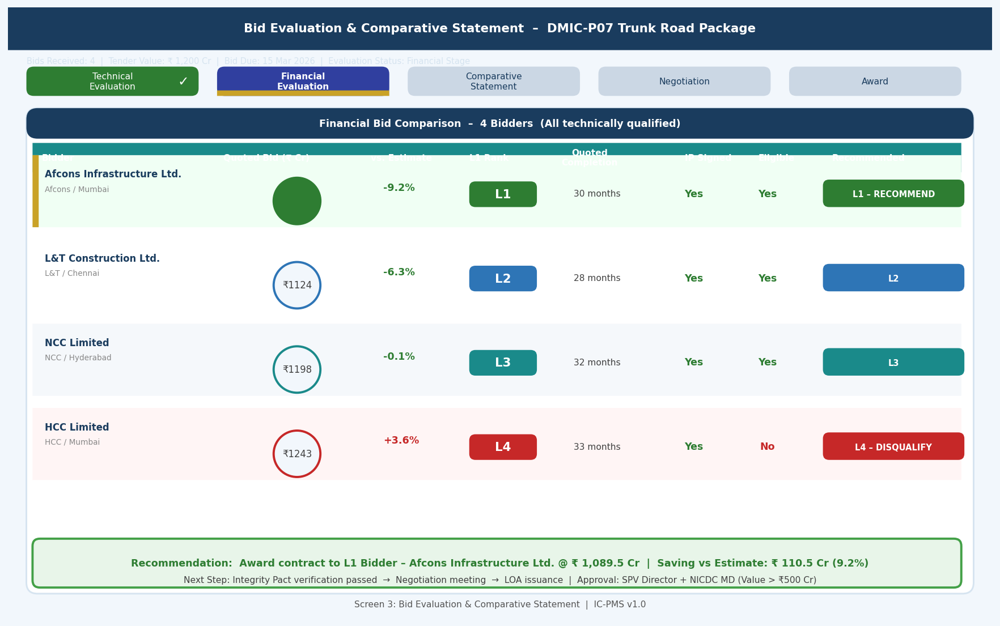 Bid Evaluation & Comparative Statement – DMIC-P07 Trunk Road Package
Bids Received: 4 | Tender Value: ₹ 1,200 Cr | Bid Due: 15 Mar 2026 | Evaluation Status: Financial Stage
Technical
Evaluation
✓
Financial
Evaluation
Comparative
Statement
Negotiation
Award
Financial Bid Comparison – 4 Bidders (All technically qualified)
Bidder
Quoted Bid (₹ Cr)
vs. Estimate
L1 Rank
Quoted
Completion
IP Signed
Eligible
Recommended
Afcons Infrastructure Ltd.
Afcons / Mumbai
-9.2%
L1
30 months
Yes
Yes
L1 – RECOMMEND
L&T Construction Ltd.
L&T / Chennai
₹1124
-6.3%
L2
28 months
Yes
Yes
L2
NCC Limited
NCC / Hyderabad
₹1198
-0.1%
L3
32 months
Yes
Yes
L3
HCC Limited
HCC / Mumbai
₹1243
+3.6%
L4
33 months
Yes
No
L4 – DISQUALIFY
Recommendation: Award contract to L1 Bidder – Afcons Infrastructure Ltd. @ ₹ 1,089.5 Cr | Saving vs Estimate: ₹ 110.5 Cr (9.2%)
Next Step: Integrity Pact verification passed → Negotiation meeting → LOA issuance | Approval: SPV Director + NICDC MD (Value > ₹500 Cr)
Screen 3: Bid Evaluation & Comparative Statement | IC-PMS v1.0